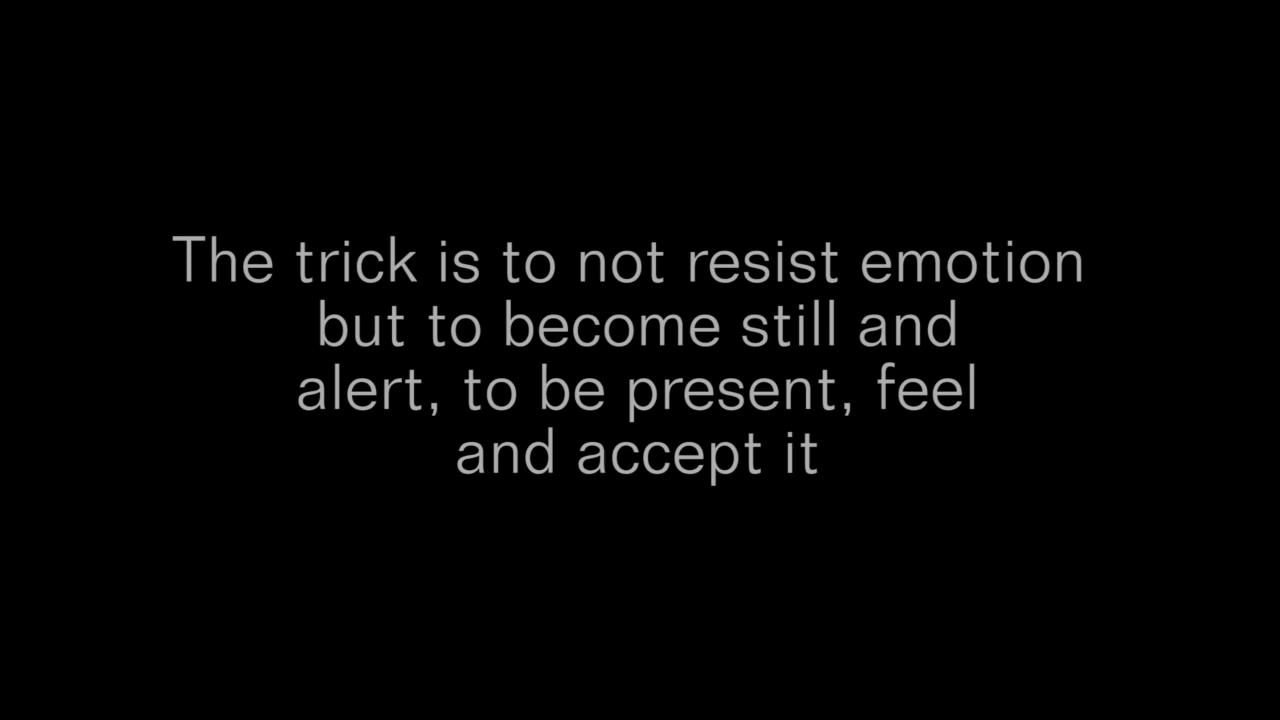 The trick is to not resist emotion
but to become still and
alert, to be present, feel
and accept it